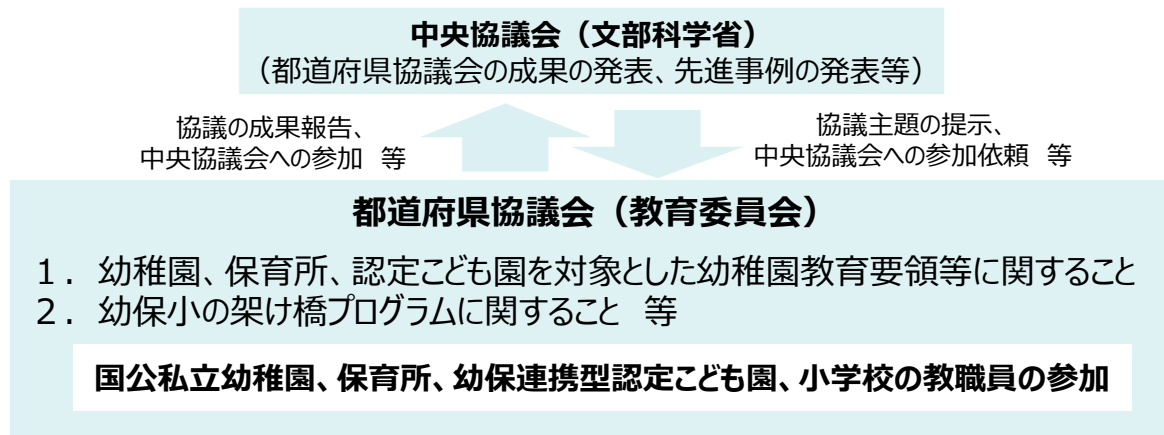 中央協議会（文部科学省）
（都道府県協議会の成果の発表、先進事例の発表等）
協議の成果報告、
中央協議会への参加　等
協議主題の提示、
中央協議会への参加依頼　等
都道府県協議会（教育委員会）
１．幼稚園、保育所、認定こども園を対象とした幼稚園教育要領等に関すること
２．幼保小の架け橋プログラムに関すること　等
国公私立幼稚園、保育所、幼保連携型認定こども園、小学校の教職員の参加